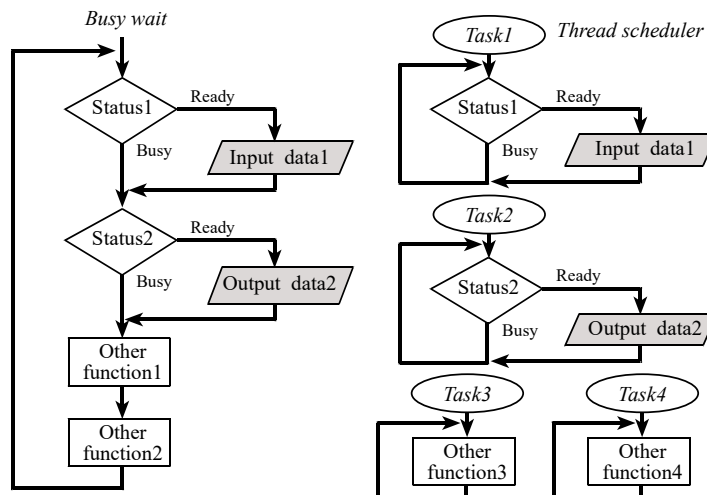 Busy wait
Status1
Ready
Busy
Input data1
Status2
Ready
Busy
Output data2
Other
function1
Other
function2
Thread scheduler
Task1
Status1
Ready
Busy
Input data1
Task2
Status2
Ready
Busy
Output data2
Task3
Other
function3
Task4
Other
function4